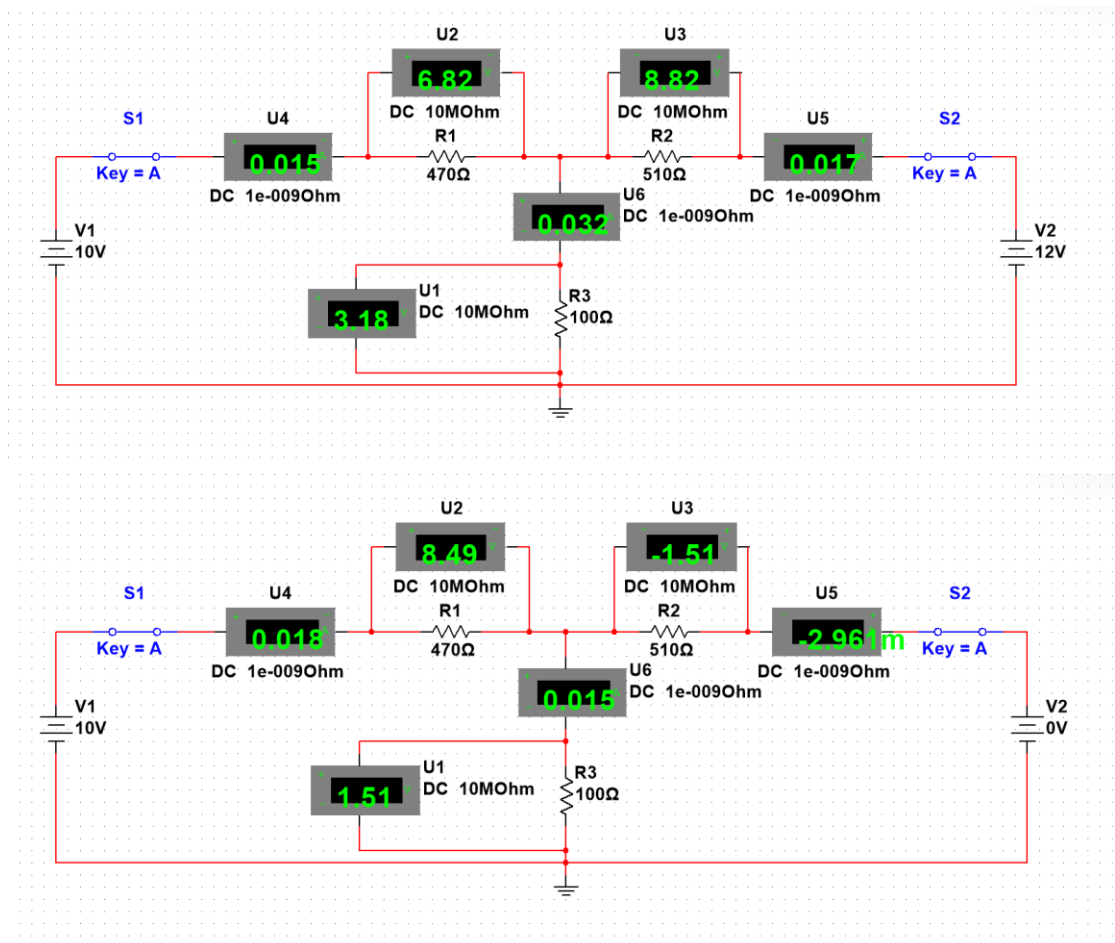 U2
U3
6.82
8.82
DC 10MOhm
DC 10MOhm
S1
U4
R1
R2
U5
S2
0.015
0.017
Key = A
470Ω
510Ω
Key = A
DC 1e-009Ohm
DC 1e-009Ohm
U6
0.032
DC 1e-009Ohm
V1
10V
V2
12V
U1
3.18
DC 10MOhm
R3
100Ω
U2
U3
8.49
-1.51
DC 10MOhm
DC 10MOhm
S1
U4
R1
R2
U5
S2
0.018
-2.961m
Key = A
470Ω
510Ω
Key = A
DC 1e-009Ohm
DC 1e-009Ohm
U6
0.015
DC 1e-009Ohm
V1
10V
V2
0V
U1
1.51
DC 10MOhm
R3
100Ω